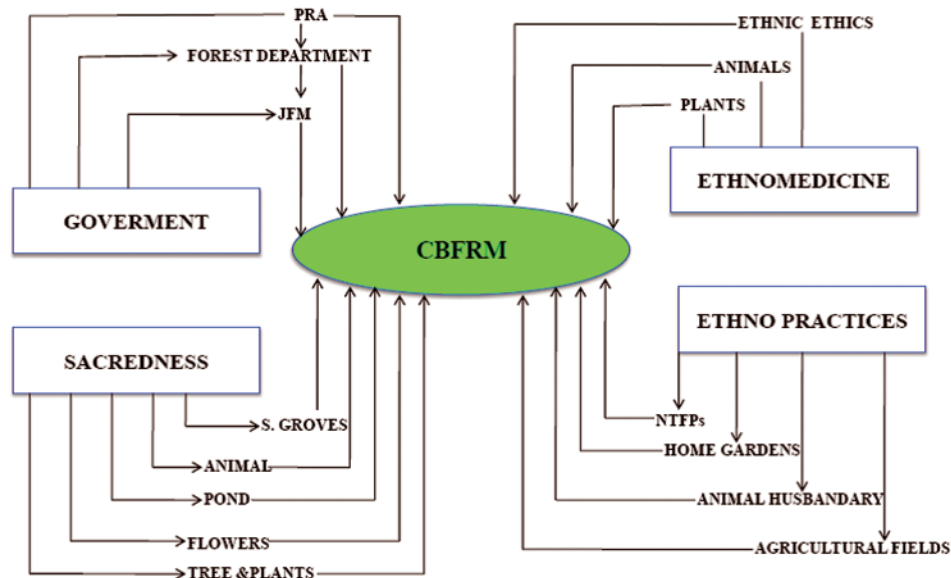 PRA
FOREST DEPARTMENT
JFM
GOVERMENT
ETHNIC ETHICS
ANIMALS
PLANTS
ETHNOMEDICINE
CBFRM
SACREDNESS
S. GROVES
ANIMAL
POND
FLOWERS
TREE &PLANTS
ETHNO PRACTICES
NTFPs
HOME GARDENS
ANIMAL HUSBANDARY
AGRICULTURAL FIELDS